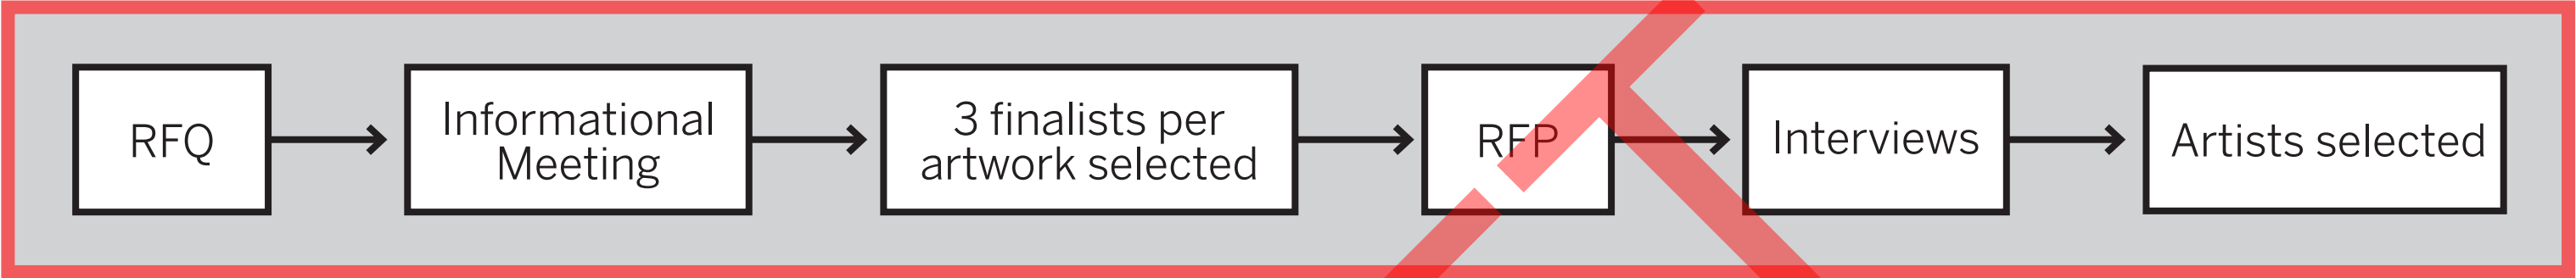 RFQ
Informational
Meeting
3 finalists per
artwork selected
RFP
Interviews
Artists selected